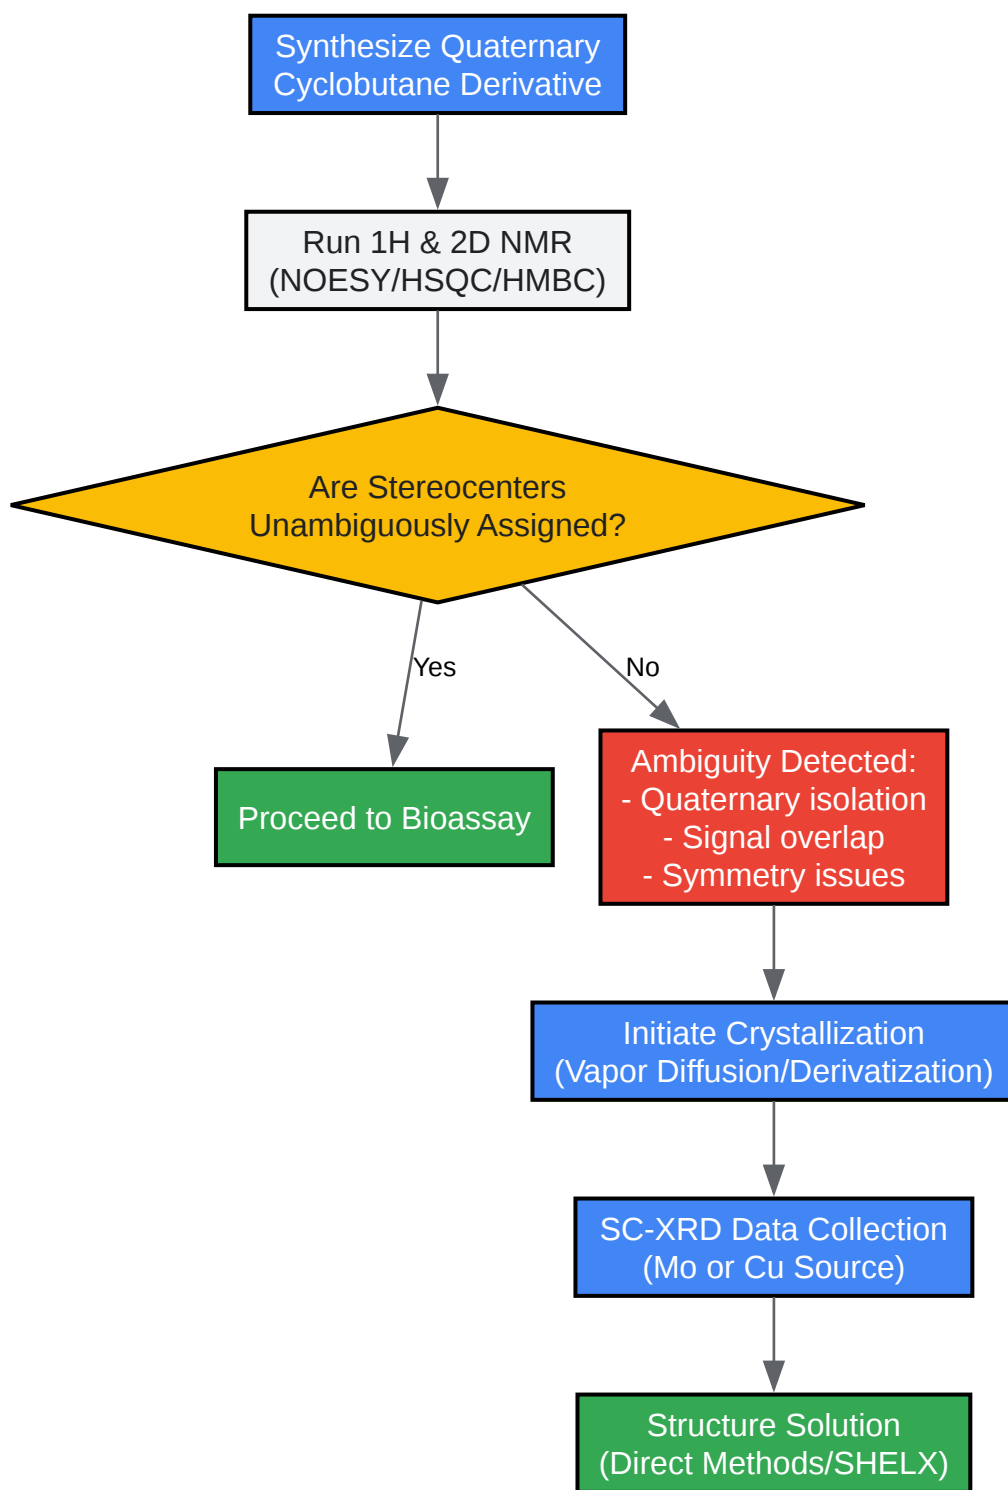 Synthesize Quaternary
Cyclobutane Derivative
Run 1H & 2D NMR
(NOESY/HSQC/HMBC)
Are Stereocenters
Unambiguously Assigned?
Yes
No
Proceed to Bioassay
Ambiguity Detected:
- Quaternary isolation
- Signal overlap
- Symmetry issues
Initiate Crystallization
(Vapor Diffusion/Derivatization)
SC-XRD Data Collection
(Mo or Cu Source)
Structure Solution
(Direct Methods/SHELX)